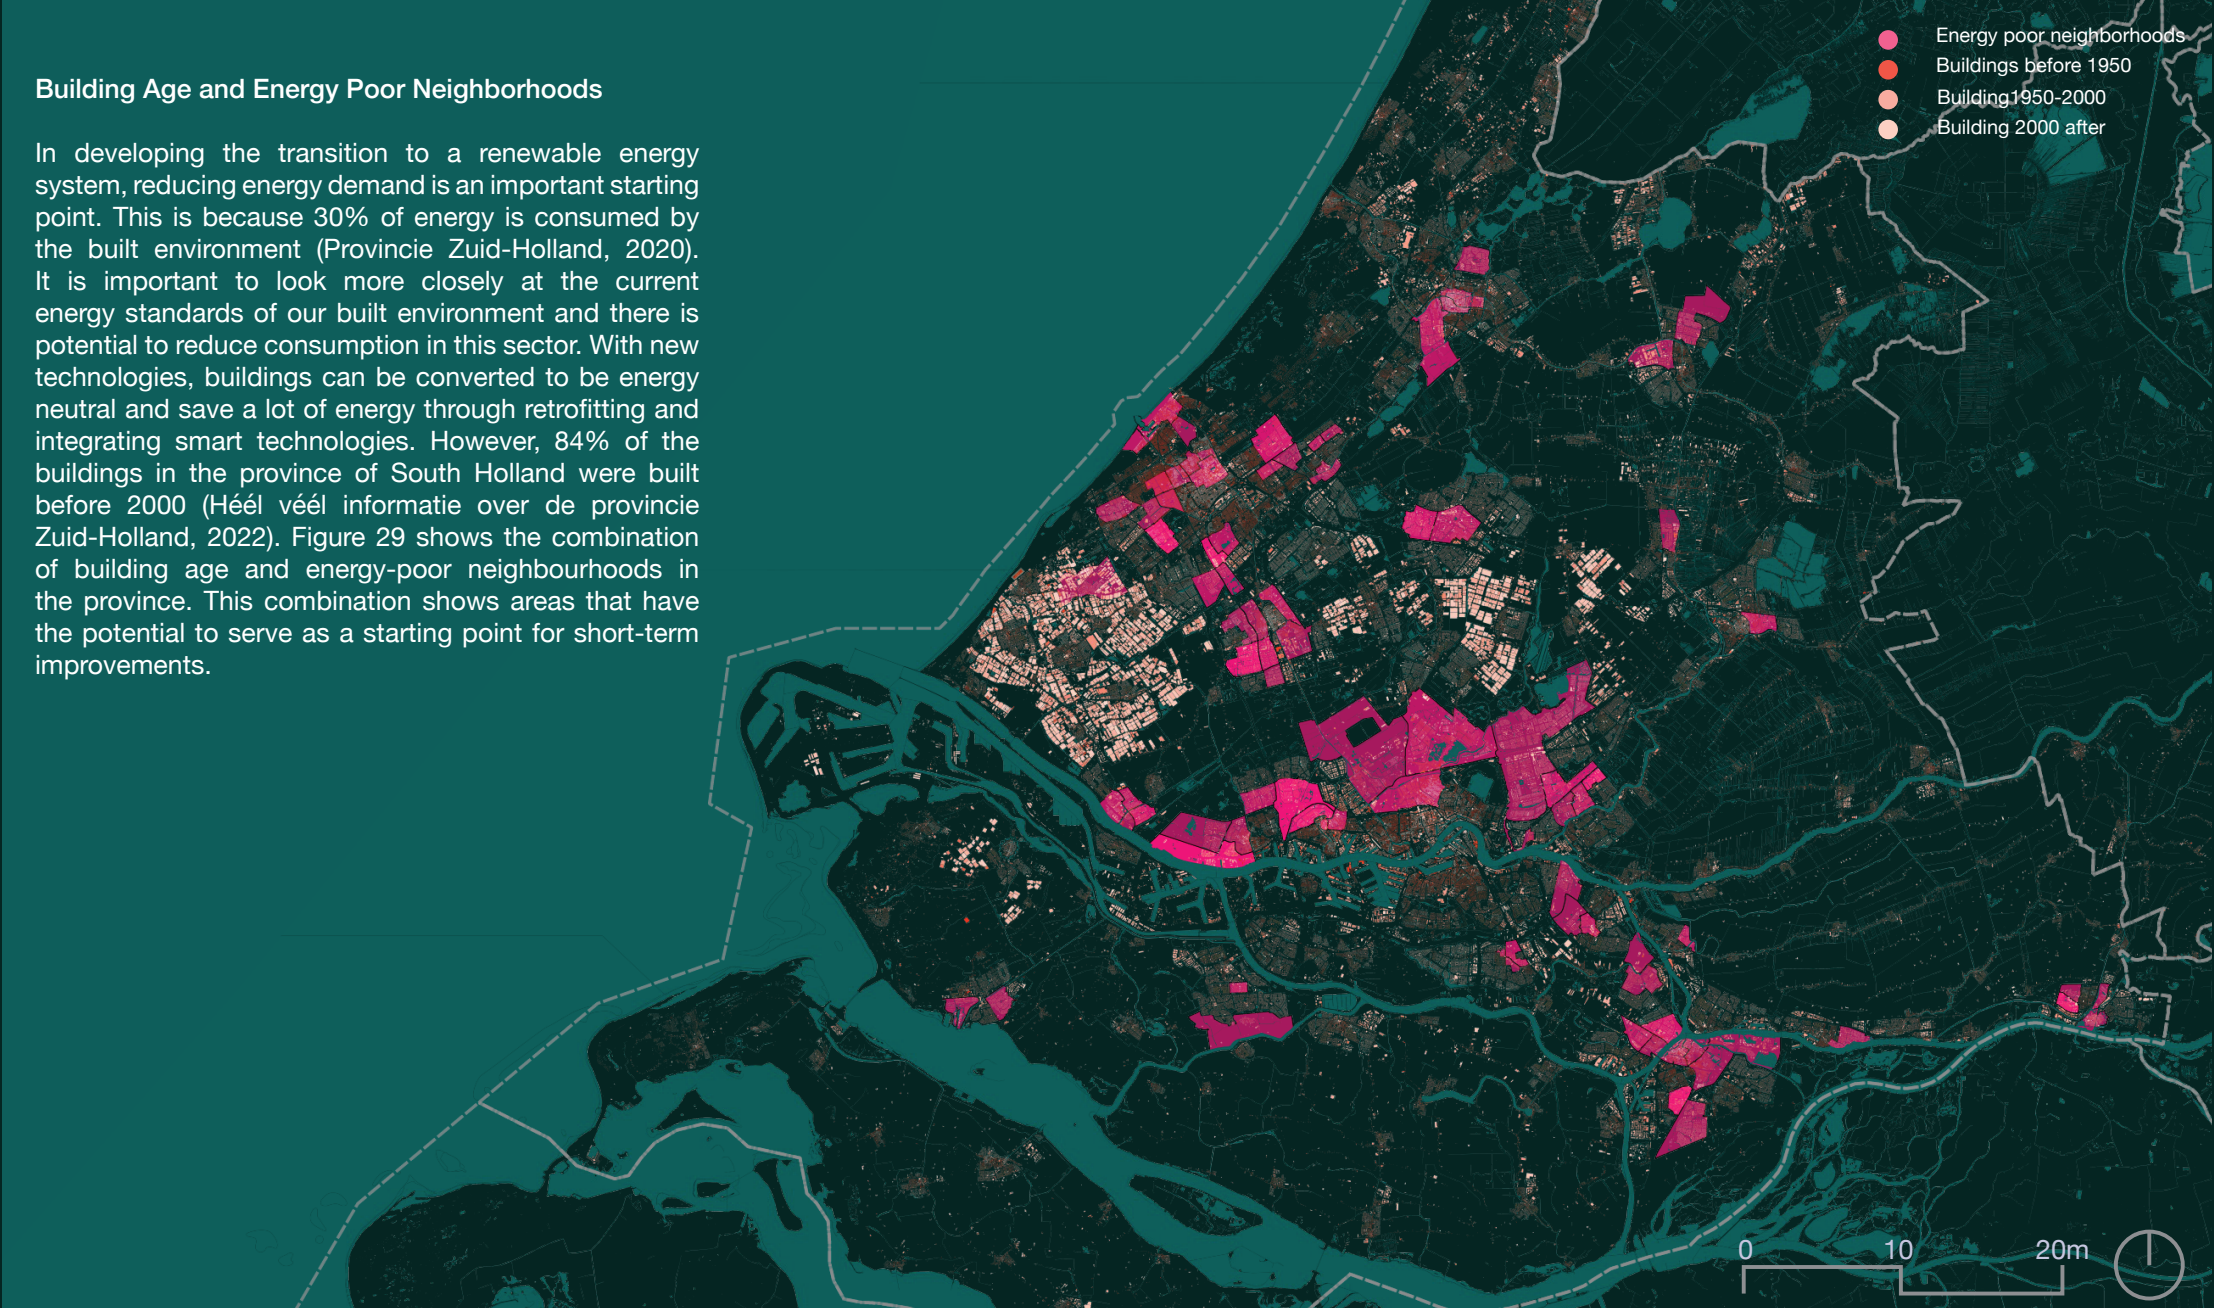 Building Age and Energy Poor Neighborhoods
In developing the transition to a renewable energy
system, reducing energy demand is an important starting
point. This is because 30% of energy is consumed by
the built environment (Provincie Zuid-Holland, 2020).
It is important to look more closely at the current
energy standards of our built environment and there is
potential to reduce consumption in this sector. With new
technologies, buildings can be converted to be energy
neutral and save a lot of energy through retrofitting and
integrating smart technologies. However, 84% of the
buildings in the province of South Holland were built
before 2000 (Héél véél informatie over de provincie
Zuid-Holland, 2022). Figure 29 shows the combination
of building age and energy-poor neighbourhoods in
the province. This combination shows areas that have
the potential to serve as a starting point for short-term
improvements.
Energy poor neighborhoods
Buildings before 1950
Building1950-2000
Building 2000 after
0 10 20m